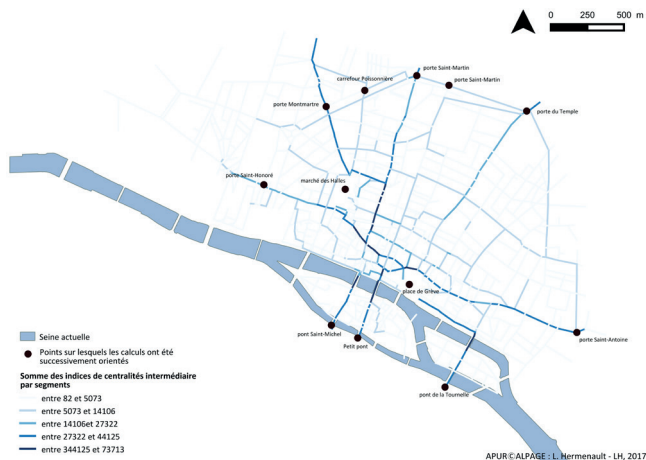 0 250 500 m
porte Saint-Martin
carrefour Poissonnière
porte Saint-Martin
porte Montmartre
porte du Temple
porte Saint-Honoré
marché des Halles
place de Grève
pont Saint-Michel
Petit pont
porte Saint-Antoine
pont de la Tournelle
Seine actuelle
Points sur lesquels les calculs ont été
successivement orientés
Somme des indices de centralités intermédiaire
par segments
entre 82 et 5073
entre 5073 et 14106
entre 14106et 27322
entre 27322 et 44125
entre 344125 et 73713
APUR©ALPAGE : L. Hermenault - LH, 2017